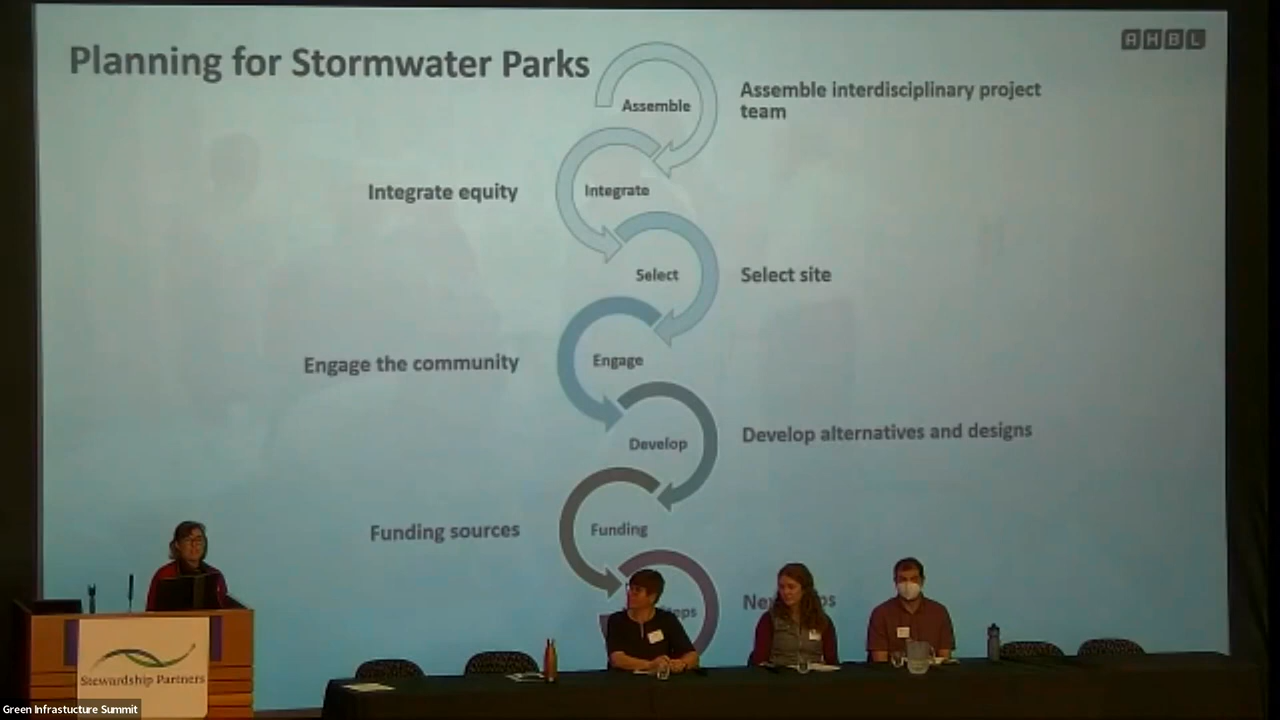 Planning for Stormwater Parks
AHBL
Assemble
Assemble interdisciplinary project
team
Integrate equity
Integrate
Select
Select site
Engage the community
Engage
Develop
Develop alternatives and designs
Funding sources
Funding
Stewardship Partners
Green Infrastucture Summit